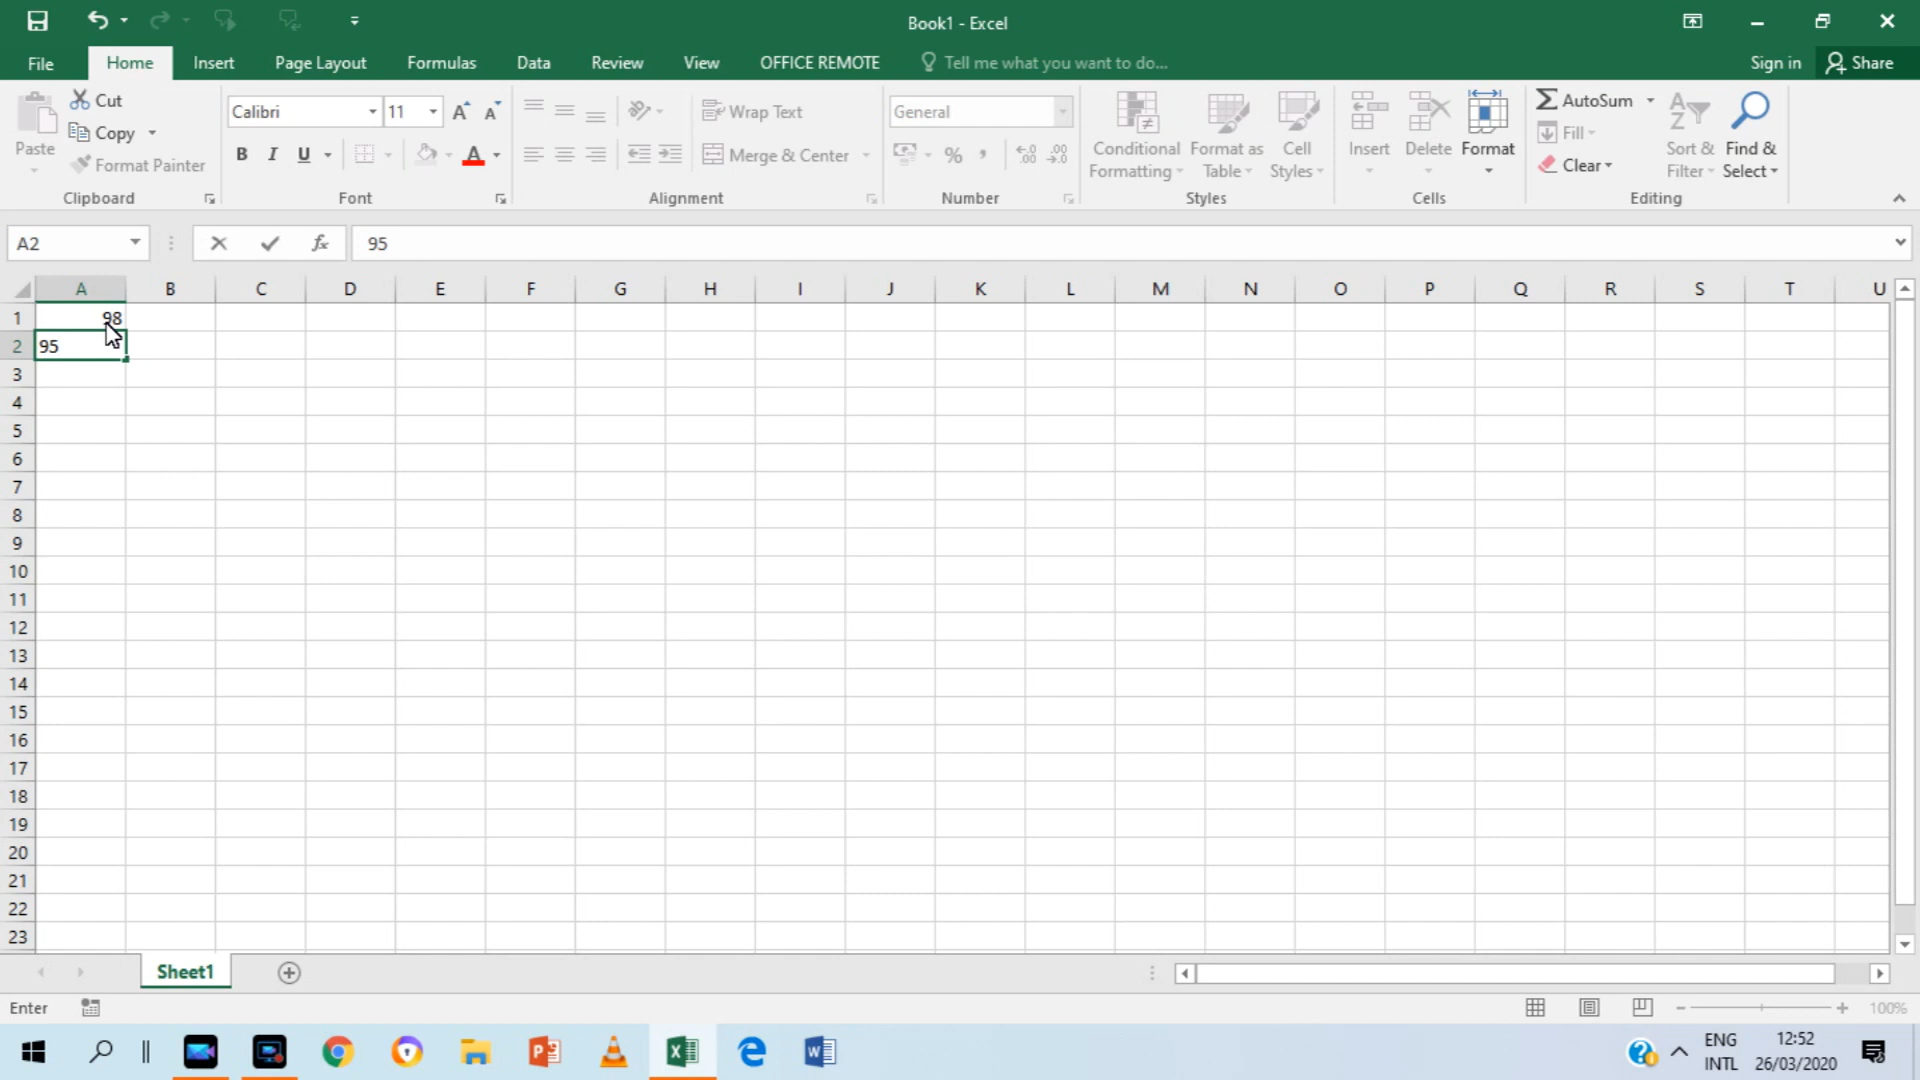 Book1 - Excel
File Home Insert Page Layout Formulas Data Review View OFFICE REMOTE Tell me what you want to do... Sign in Share
Cut
Copy
Format Painter
Paste
Clipboard
Calibri 11 A A
B I U A
Font
Wrap Text
Merge & Center
Alignment
General
% ,
.00 .0
Number
Conditional Formatting
Format as Table
Cell Styles
Styles
Insert Delete Format
Cells
AutoSum
Fill
Clear
Sort & Filter
Find & Select
Editing
A2 fx 95
A B C D E F G H I J K L M N O P Q R S T U
1 98
2 95
3
4
5
6
7
8
9
10
11
12
13
14
15
16
17
18
19
20
21
22
23
Sheet1
Enter 100%
ENG 12:52
INTL 26/03/2020